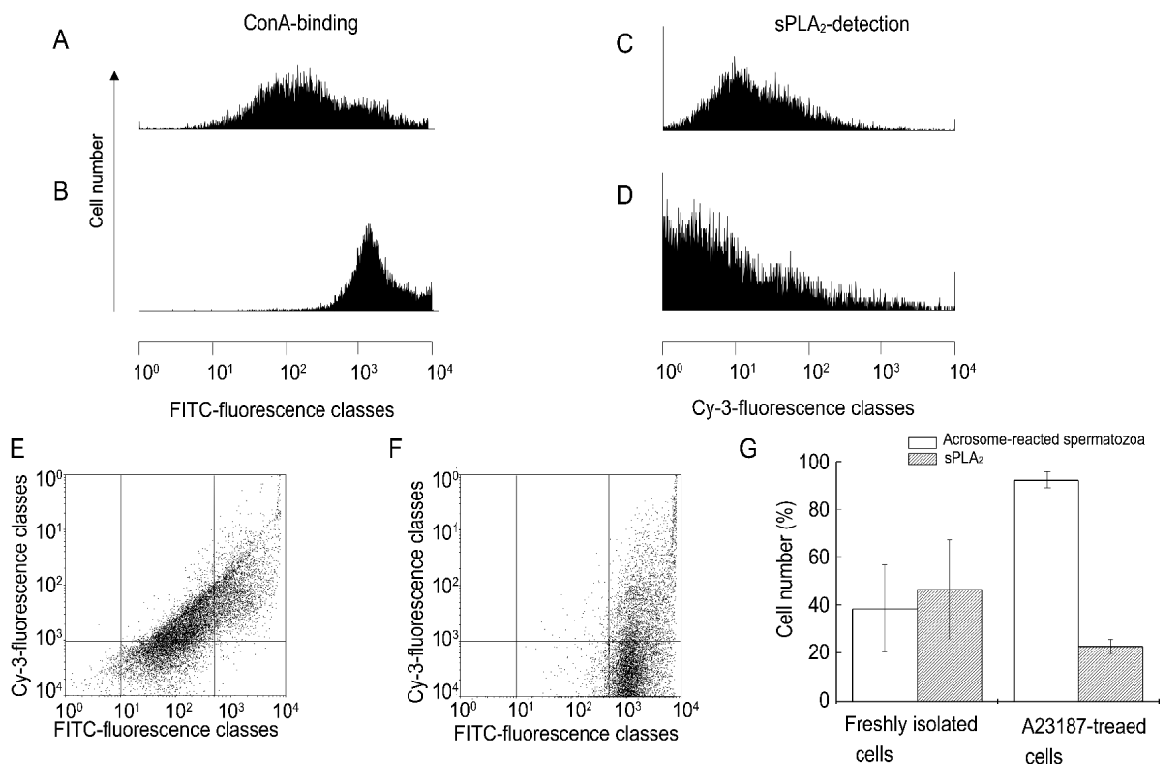 ConA-binding
sPLA₂-detection
A
C
B
D
Cell number
10⁰ 10¹ 10² 10³ 10⁴
FITC-fluorescence classes
10⁰ 10¹ 10² 10³ 10⁴
Cy-3-fluorescence classes
E
10⁰
10¹
10²
10³
10⁴
Cy-3-fluorescence classes
10⁰ 10¹ 10² 10³ 10⁴
FITC-fluorescence classes
F
10⁰
10¹
10²
10³
10⁴
Cy-3-fluorescence classes
10⁰ 10¹ 10² 10³ 10⁴
FITC-fluorescence classes
G
Acrosome-reacted spermatozoa
sPLA₂
100
80
60
40
20
0
Cell number (%)
Freshly isolated
cells
A23187-treaed
cells